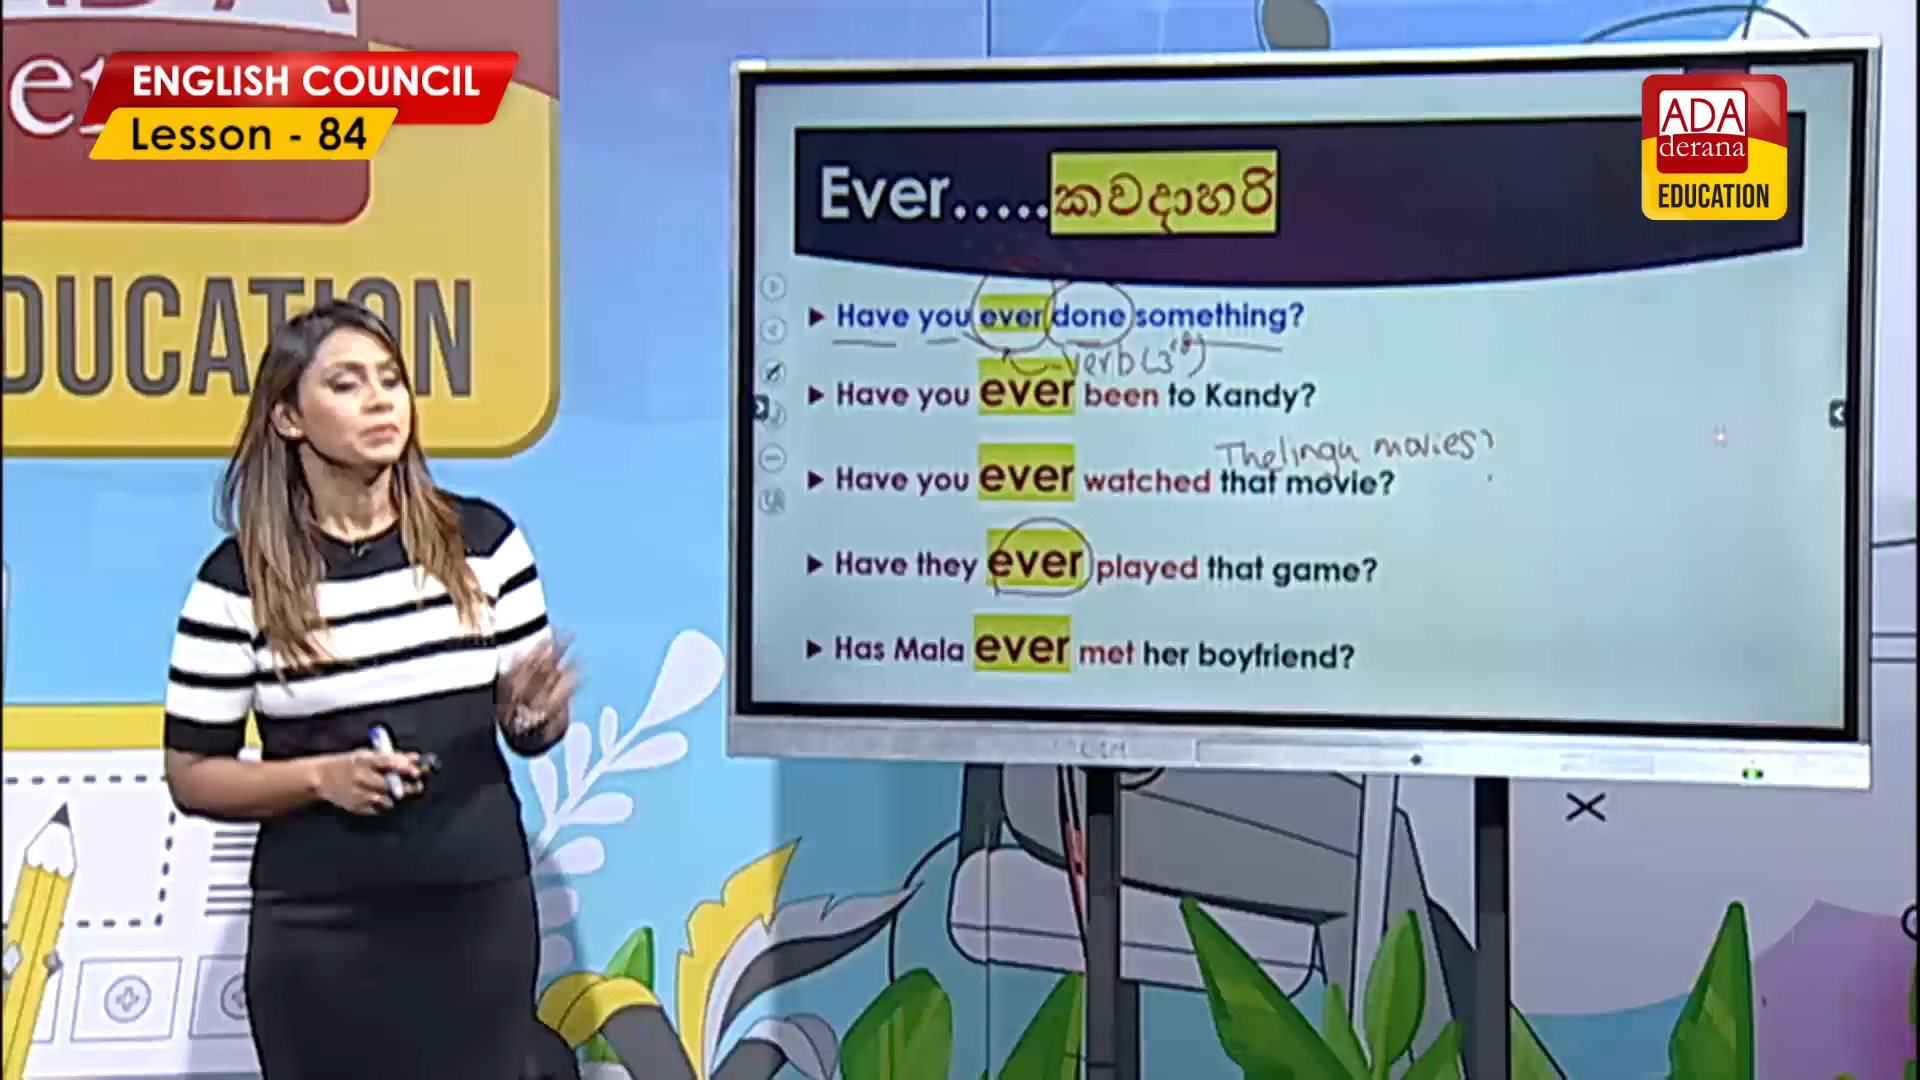 ENGLISH COUNCIL
Lesson - 84
ADA
derana
EDUCATION
Ever.....කවදාහරි
Have you ever done something?
verb (3
Have you ever been to Kandy?
Thelingu movies?
Have you ever watched that movie?
Have they ever played that game?
Has Mala ever met her boyfriend?
DUCATION